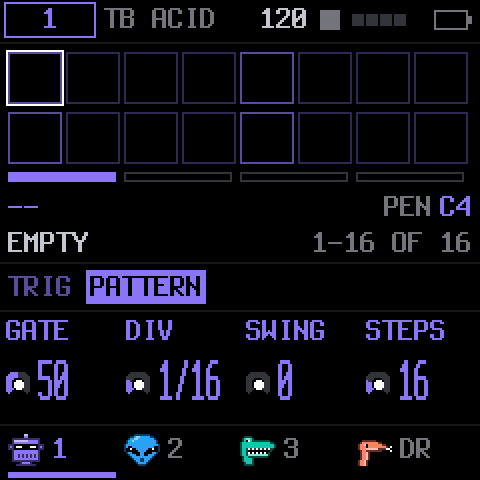 1 TB ACID 120
-- PEN C4
EMPTY 1-16 OF 16
TRIG PATTERN
GATE DIV SWING STEPS
50 1/16 0 16
1 2 3 DR